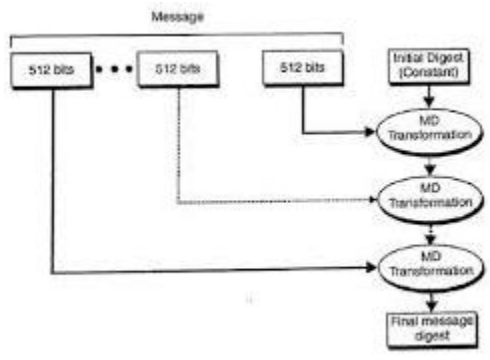 Message
512 bits
512 bits
512 bits
Initial Digest
(Constant)
MD
Transformation
MD
Transformation
MD
Transformation
Final message
digest